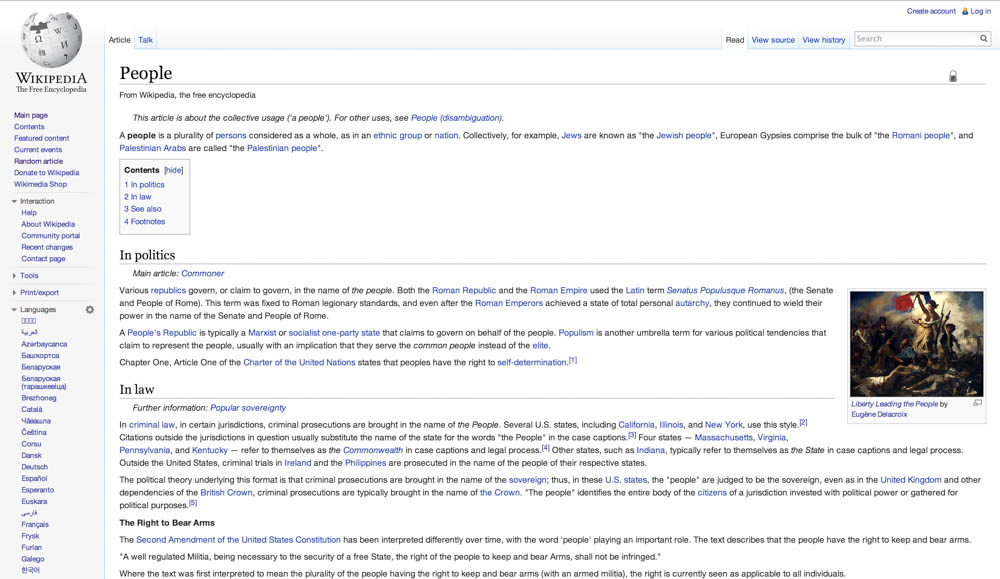 Create account Log in
WIKIPEDIA
The Free Encyclopedia
Article Talk Read View source View history Search
People
From Wikipedia, the free encyclopedia
This article is about the collective usage ('a people'). For other uses, see People (disambiguation).
A people is a plurality of persons considered as a whole, as in an ethnic group or nation. Collectively, for example, Jews are known as "the Jewish people", European Gypsies comprise the bulk of "the Romani people", and
Palestinian Arabs are called "the Palestinian people".
Contents [hide]
1 In politics
2 In law
3 See also
4 Footnotes
Main page
Contents
Featured content
Current events
Random article
Donate to Wikipedia
Wikimedia Shop
Interaction
Help
About Wikipedia
Community portal
Recent changes
Contact page
Tools
Print/export
Languages
العربية
Azərbaycanca
Башҡортса
Беларуская
Беларуская
(тарашкевіца)
Brezhoneg
Català
Чӑвашла
Čeština
Corsu
Dansk
Deutsch
Español
Esperanto
Euskara
فارسی
Français
Frysk
Furlan
Galego
한국어
In politics
Main article: Commoner
Various republics govern, or claim to govern, in the name of the people. Both the Roman Republic and the Roman Empire used the Latin term Senatus Populusque Romanus, (the Senate
and People of Rome). This term was fixed to Roman legionary standards, and even after the Roman Emperors achieved a state of total personal autarchy, they continued to wield their
power in the name of the Senate and People of Rome.
A People's Republic is typically a Marxist or socialist one-party state that claims to govern on behalf of the people. Populism is another umbrella term for various political tendencies that
claim to represent the people, usually with an implication that they serve the common people instead of the elite.
Chapter One, Article One of the Charter of the United Nations states that peoples have the right to self-determination.[1]
Liberty Leading the People by
Eugène Delacroix
In law
Further information: Popular sovereignty
In criminal law, in certain jurisdictions, criminal prosecutions are brought in the name of the People. Several U.S. states, including California, Illinois, and New York, use this style.[2]
Citations outside the jurisdictions in question usually substitute the name of the state for the words "the People" in the case captions.[3] Four states — Massachusetts, Virginia,
Pennsylvania, and Kentucky — refer to themselves as the Commonwealth in case captions and legal process.[4] Other states, such as Indiana, typically refer to themselves as the State in case captions and legal process.
Outside the United States, criminal trials in Ireland and the Philippines are prosecuted in the name of the people of their respective states.
The political theory underlying this format is that criminal prosecutions are brought in the name of the sovereign; thus, in these U.S. states, the "people" are judged to be the sovereign, even as in the United Kingdom and other
dependencies of the British Crown, criminal prosecutions are typically brought in the name of the Crown. "The people" identifies the entire body of the citizens of a jurisdiction invested with political power or gathered for
political purposes.[5]
The Right to Bear Arms
The Second Amendment of the United States Constitution has been interpreted differently over time, with the word 'people' playing an important role. The text describes that the people have the right to keep and bear arms.
"A well regulated Militia, being necessary to the security of a free State, the right of the people to keep and bear Arms, shall not be infringed."
Where the text was first interpreted to mean the plurality of the people having the right to keep and bear arms (with an armed militia), the right is currently seen as applicable to all individuals.